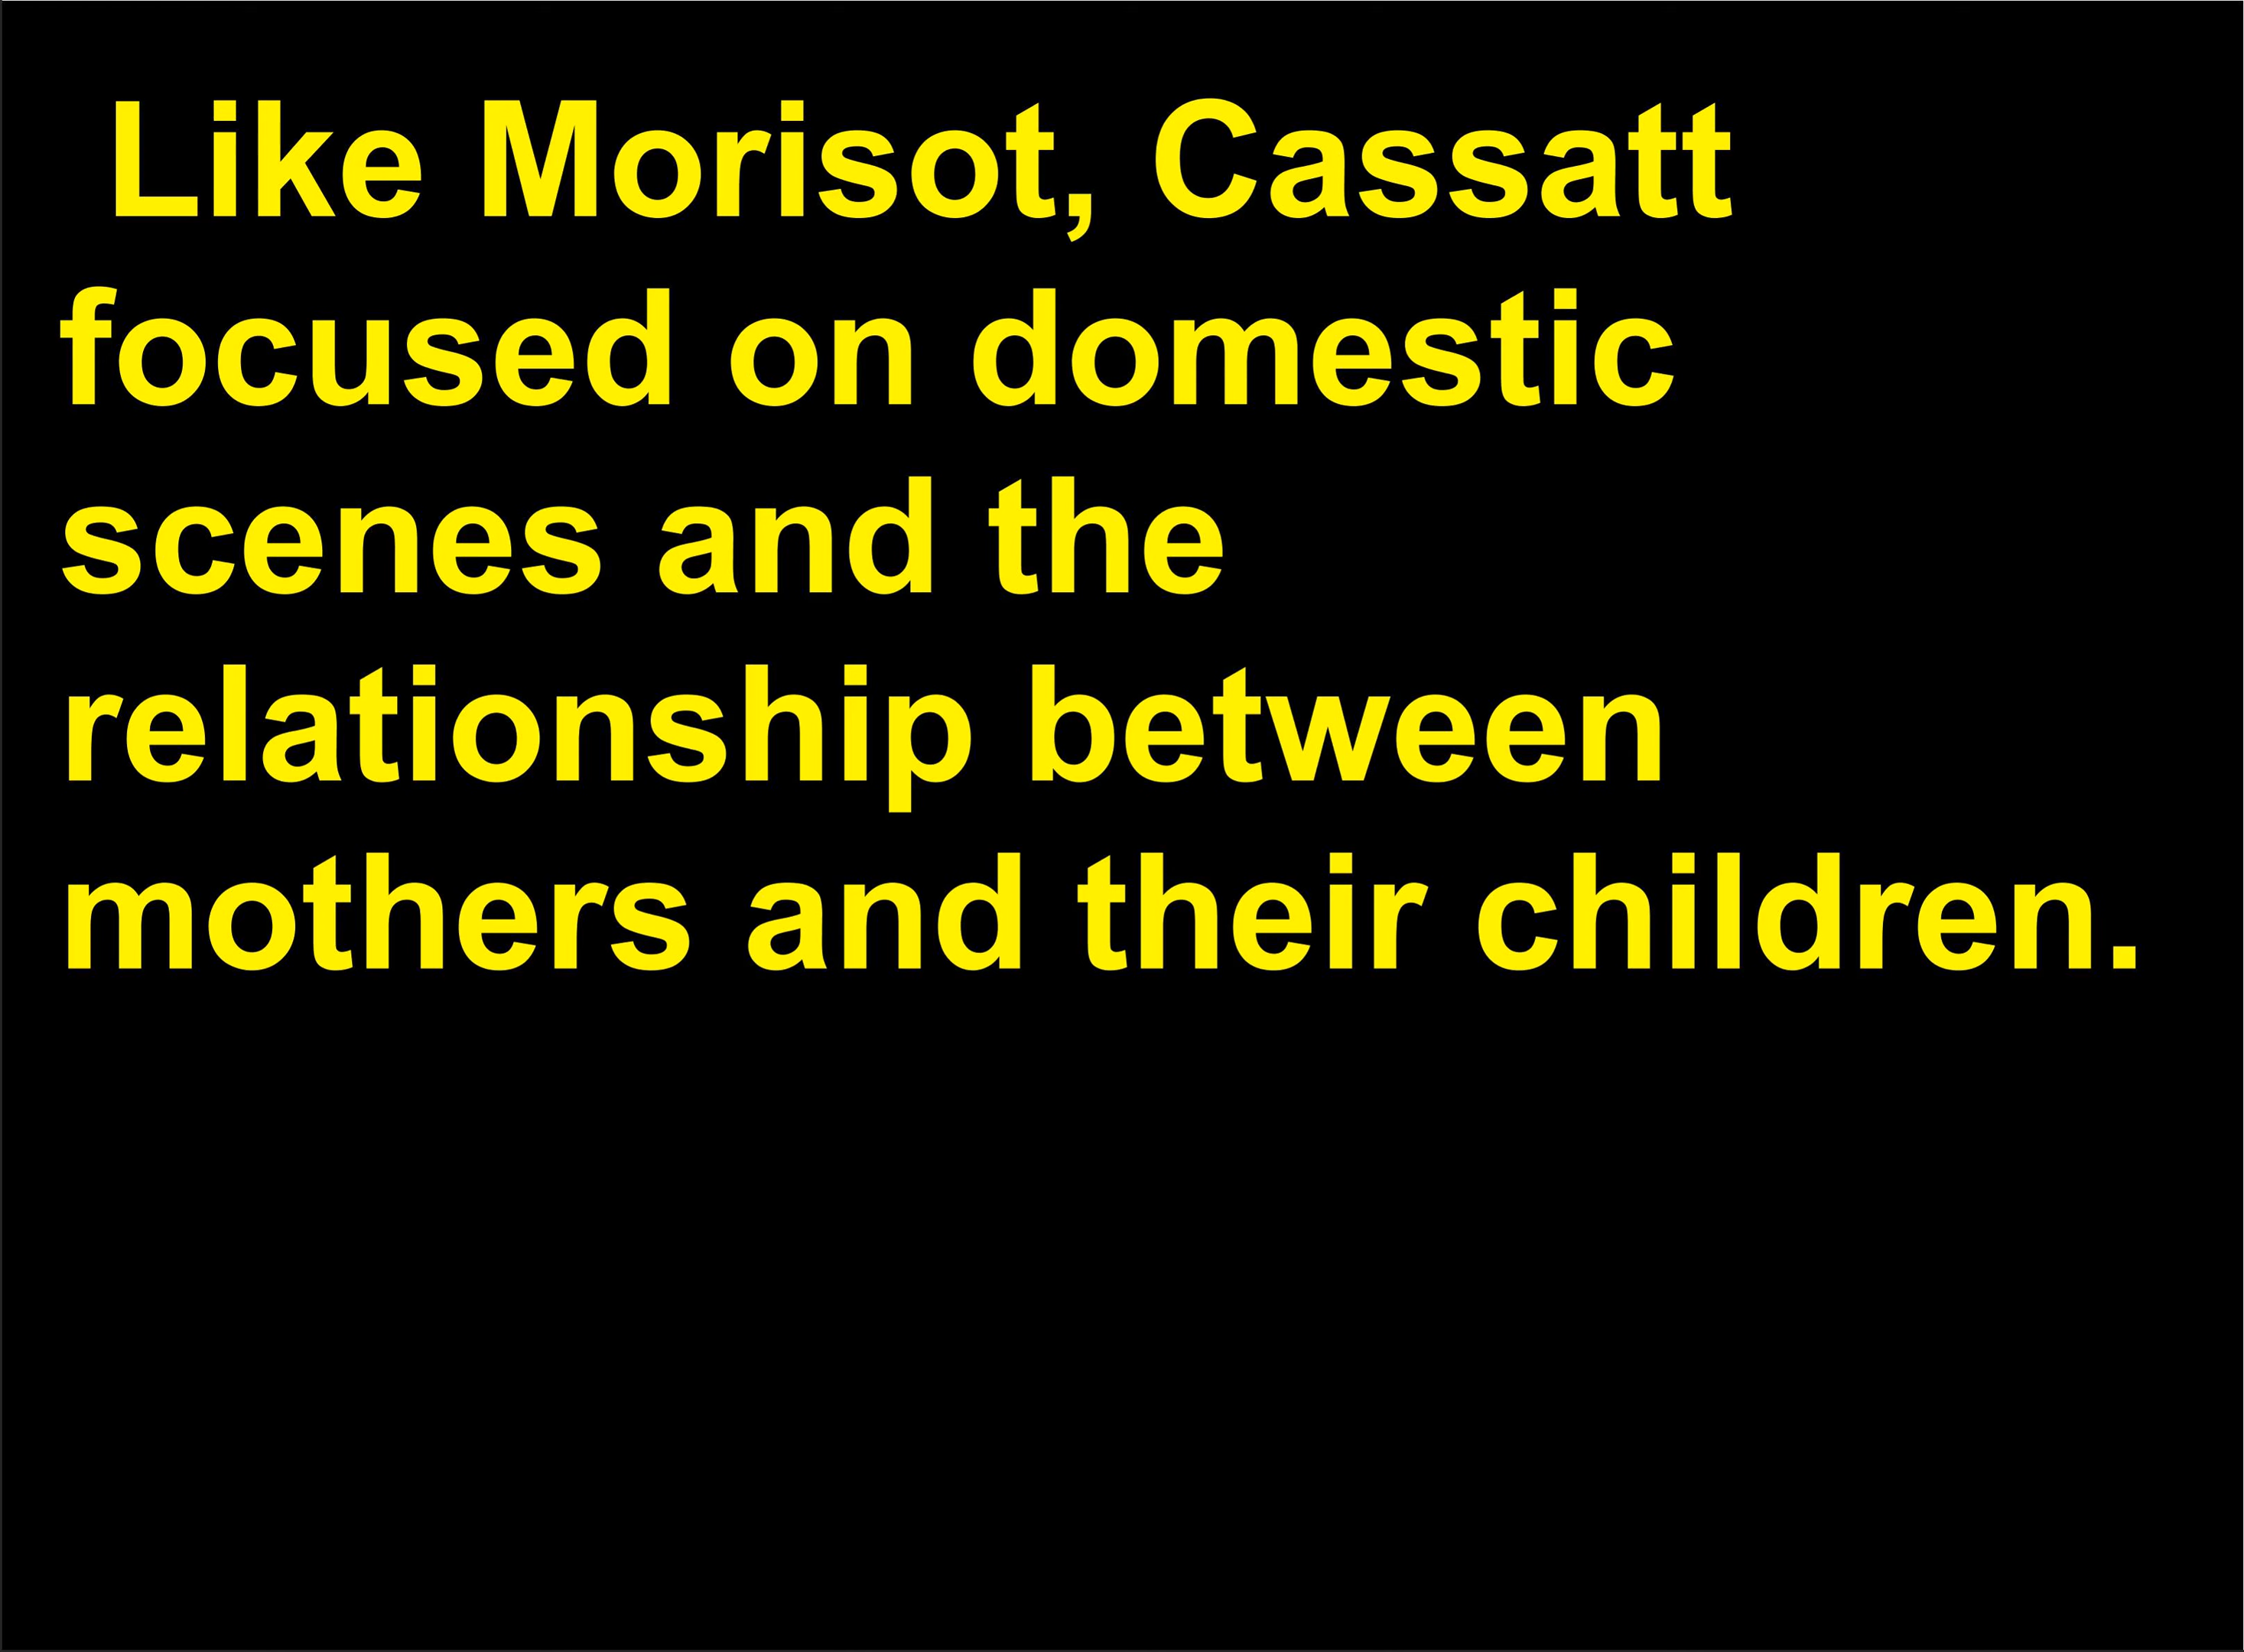 Like Morisot, Cassatt
focused on domestic
scenes and the
relationship between
mothers and their children.